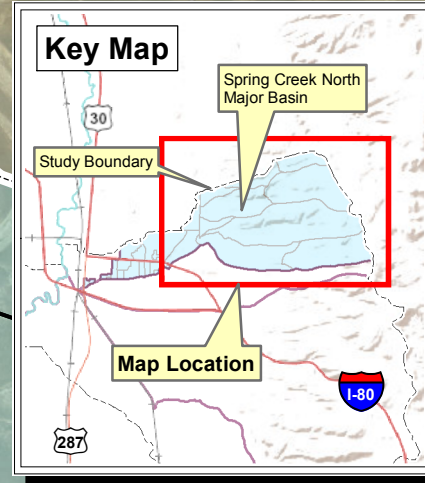 Key Map
Spring Creek North
Major Basin
30
Study Boundary
Map Location
I-80
287